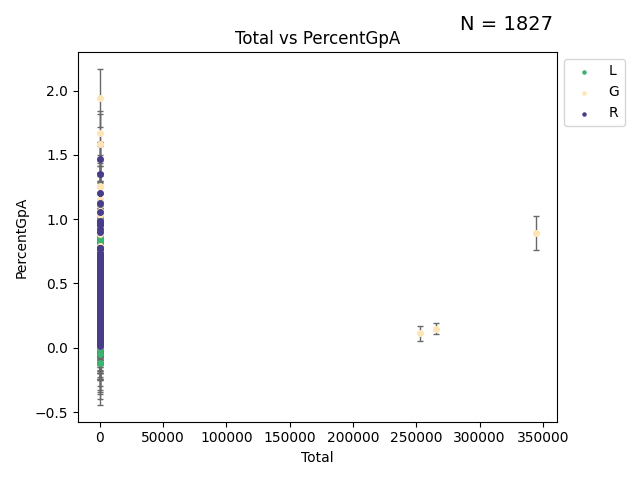 N = 1827
Total vs PercentGpA
L
G
R
PercentGpA
2.0
1.5
1.0
0.5
0.0
−0.5
0 50000 100000 150000 200000 250000 300000 350000
Total